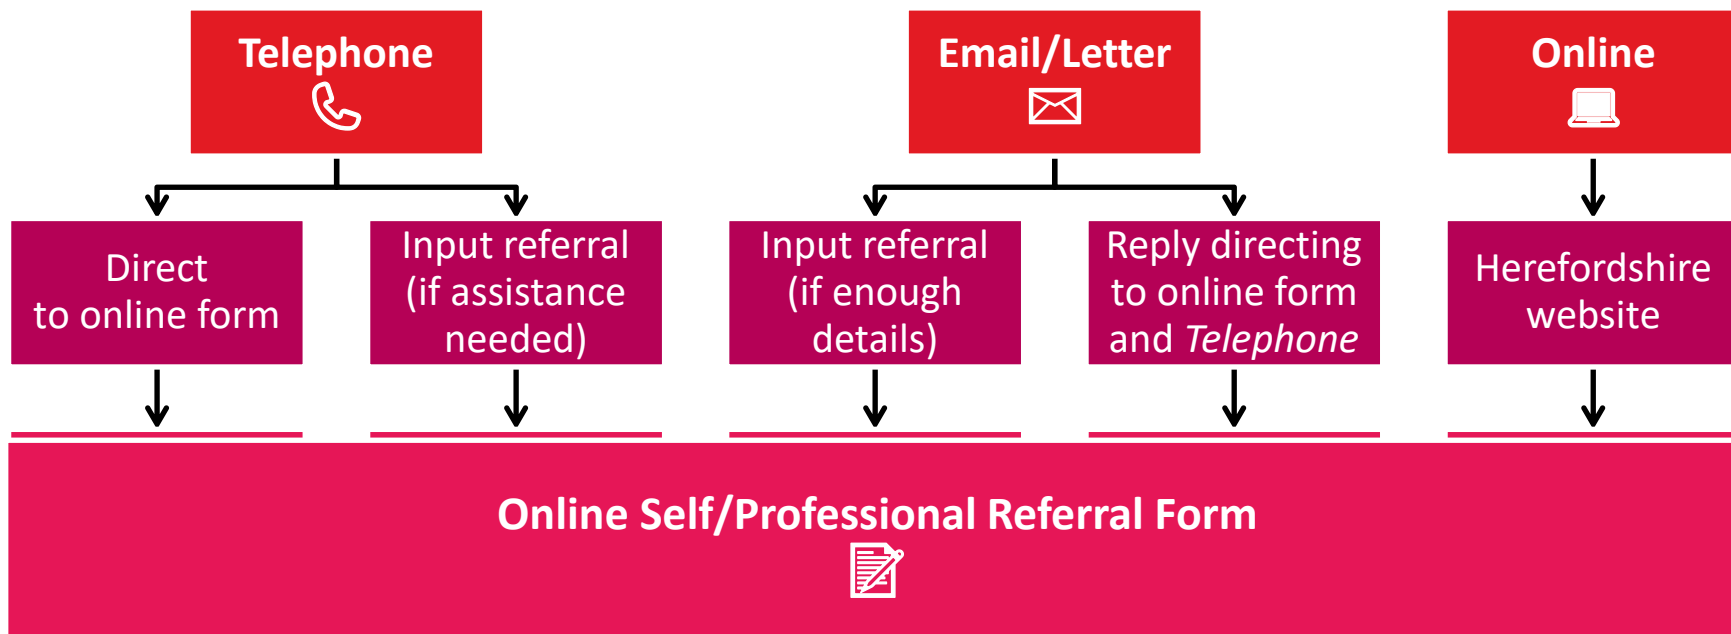 Telephone
Email/Letter
Online
Direct
to online form
Input referral
(if assistance
needed)
Input referral
(if enough
details)
Reply directing
to online form
and Telephone
Herefordshire
website
Online Self/Professional Referral Form